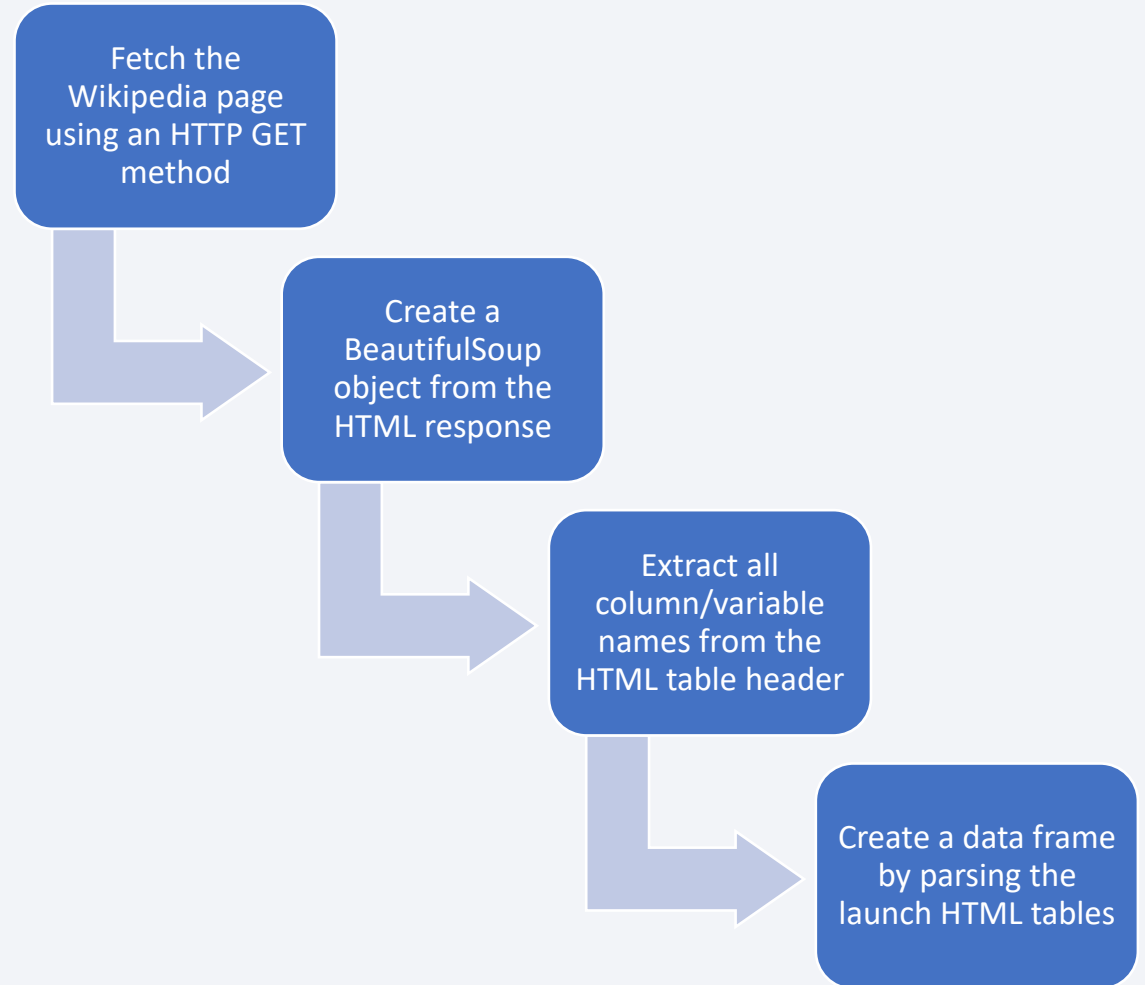 Fetch the
Wikipedia page
using an HTTP GET
method
Create a
BeautifulSoup
object from the
HTML response
Extract all
column/variable
names from the
HTML table header
Create a data frame
by parsing the
launch HTML tables